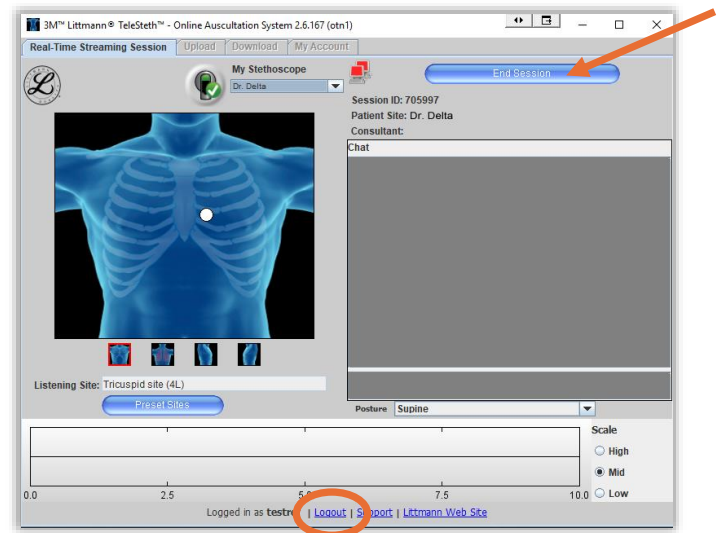 3M™ Littmann® TeleSteth™ - Online Auscultation System 2.6.167 (otn1)
Real-Time Streaming Session Upload Download My Account
My Stethoscope
Dr. Delta
End Session
Session ID: 705997
Patient Site: Dr. Delta
Consultant:
Chat
Listening Site: Tricuspid site (4L)
Preset Sites
Posture Supine
Scale
High
Mid
Low
0.0 2.5 5.0 7.5 10.0
Logged in as | Logout | Support | Littmann Web Site